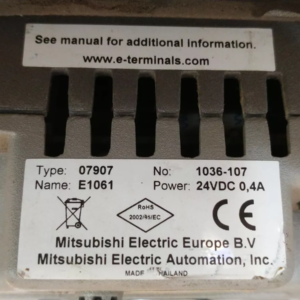 See manual for additional information.
www.e-terminals.com
Type: 07907 No: 1036-107
Name: E1061 Power: 24VDC 0,4A
RoHS
2002/95/EC
CE
Mitsubishi Electric Europe B.V
Mitsubishi Electric Automation, Inc.
MADE THAILAND